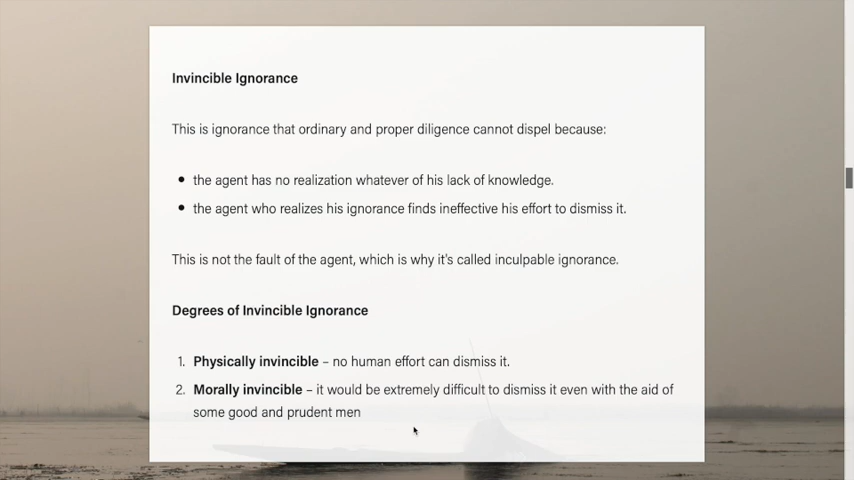 Invincible Ignorance
This is ignorance that ordinary and proper diligence cannot dispel because:
• the agent has no realization whatever of his lack of knowledge.
• the agent who realizes his ignorance finds ineffective his effort to dismiss it.
This is not the fault of the agent, which is why it's called inculpable ignorance.
Degrees of Invincible Ignorance
1. Physically invincible – no human effort can dismiss it.
2. Morally invincible – it would be extremely difficult to dismiss it even with the aid of
some good and prudent men